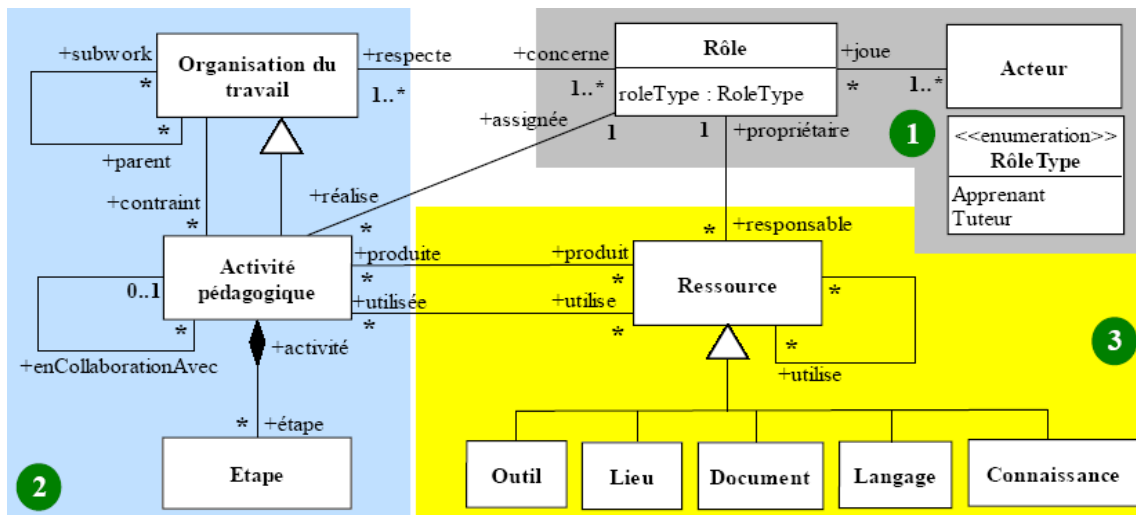 +subwork
*
Organisation du
travail
+respecte
1..*
+concerne
1..*
Rôle
roleType : RoleType
+joue
*
1..*
Acteur
*
+parent
+assignée
1
1
+propriétaire
1
<<enumeration>>
RôleType
Apprenant
Tuteur
+contraint
*
+réalise
*
+responsable
*
Activité
pédagogique
0..1
*
+enCollaborationAvec
+produite
*
+produit
*
+utilisée
*
+utilise
*
Ressource
*
*
+utilise
3
+activité
*
+étape
Etape
2
Outil
Lieu
Document
Langage
Connaissance